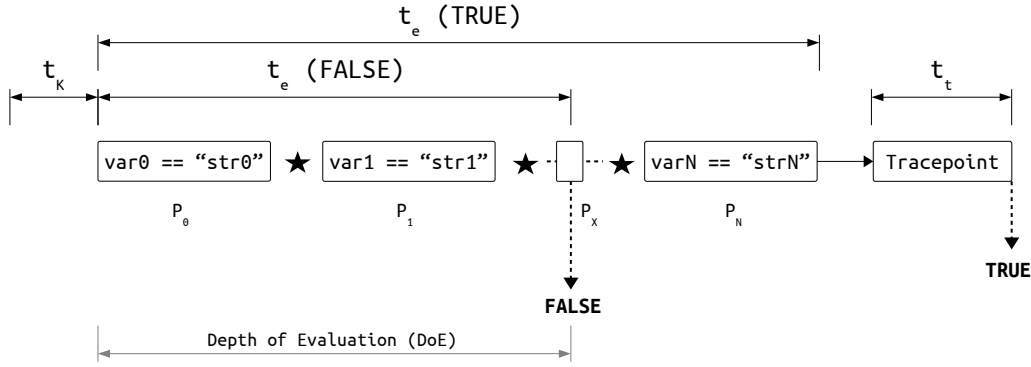 t_e (TRUE)
t_K t_e (FALSE) t_t
var0 == “str0” ★ var1 == “str1” ★ ★ varN == “strN” Tracepoint
P_0 P_1 P_X P_N
TRUE
FALSE
Depth of Evaluation (DoE)